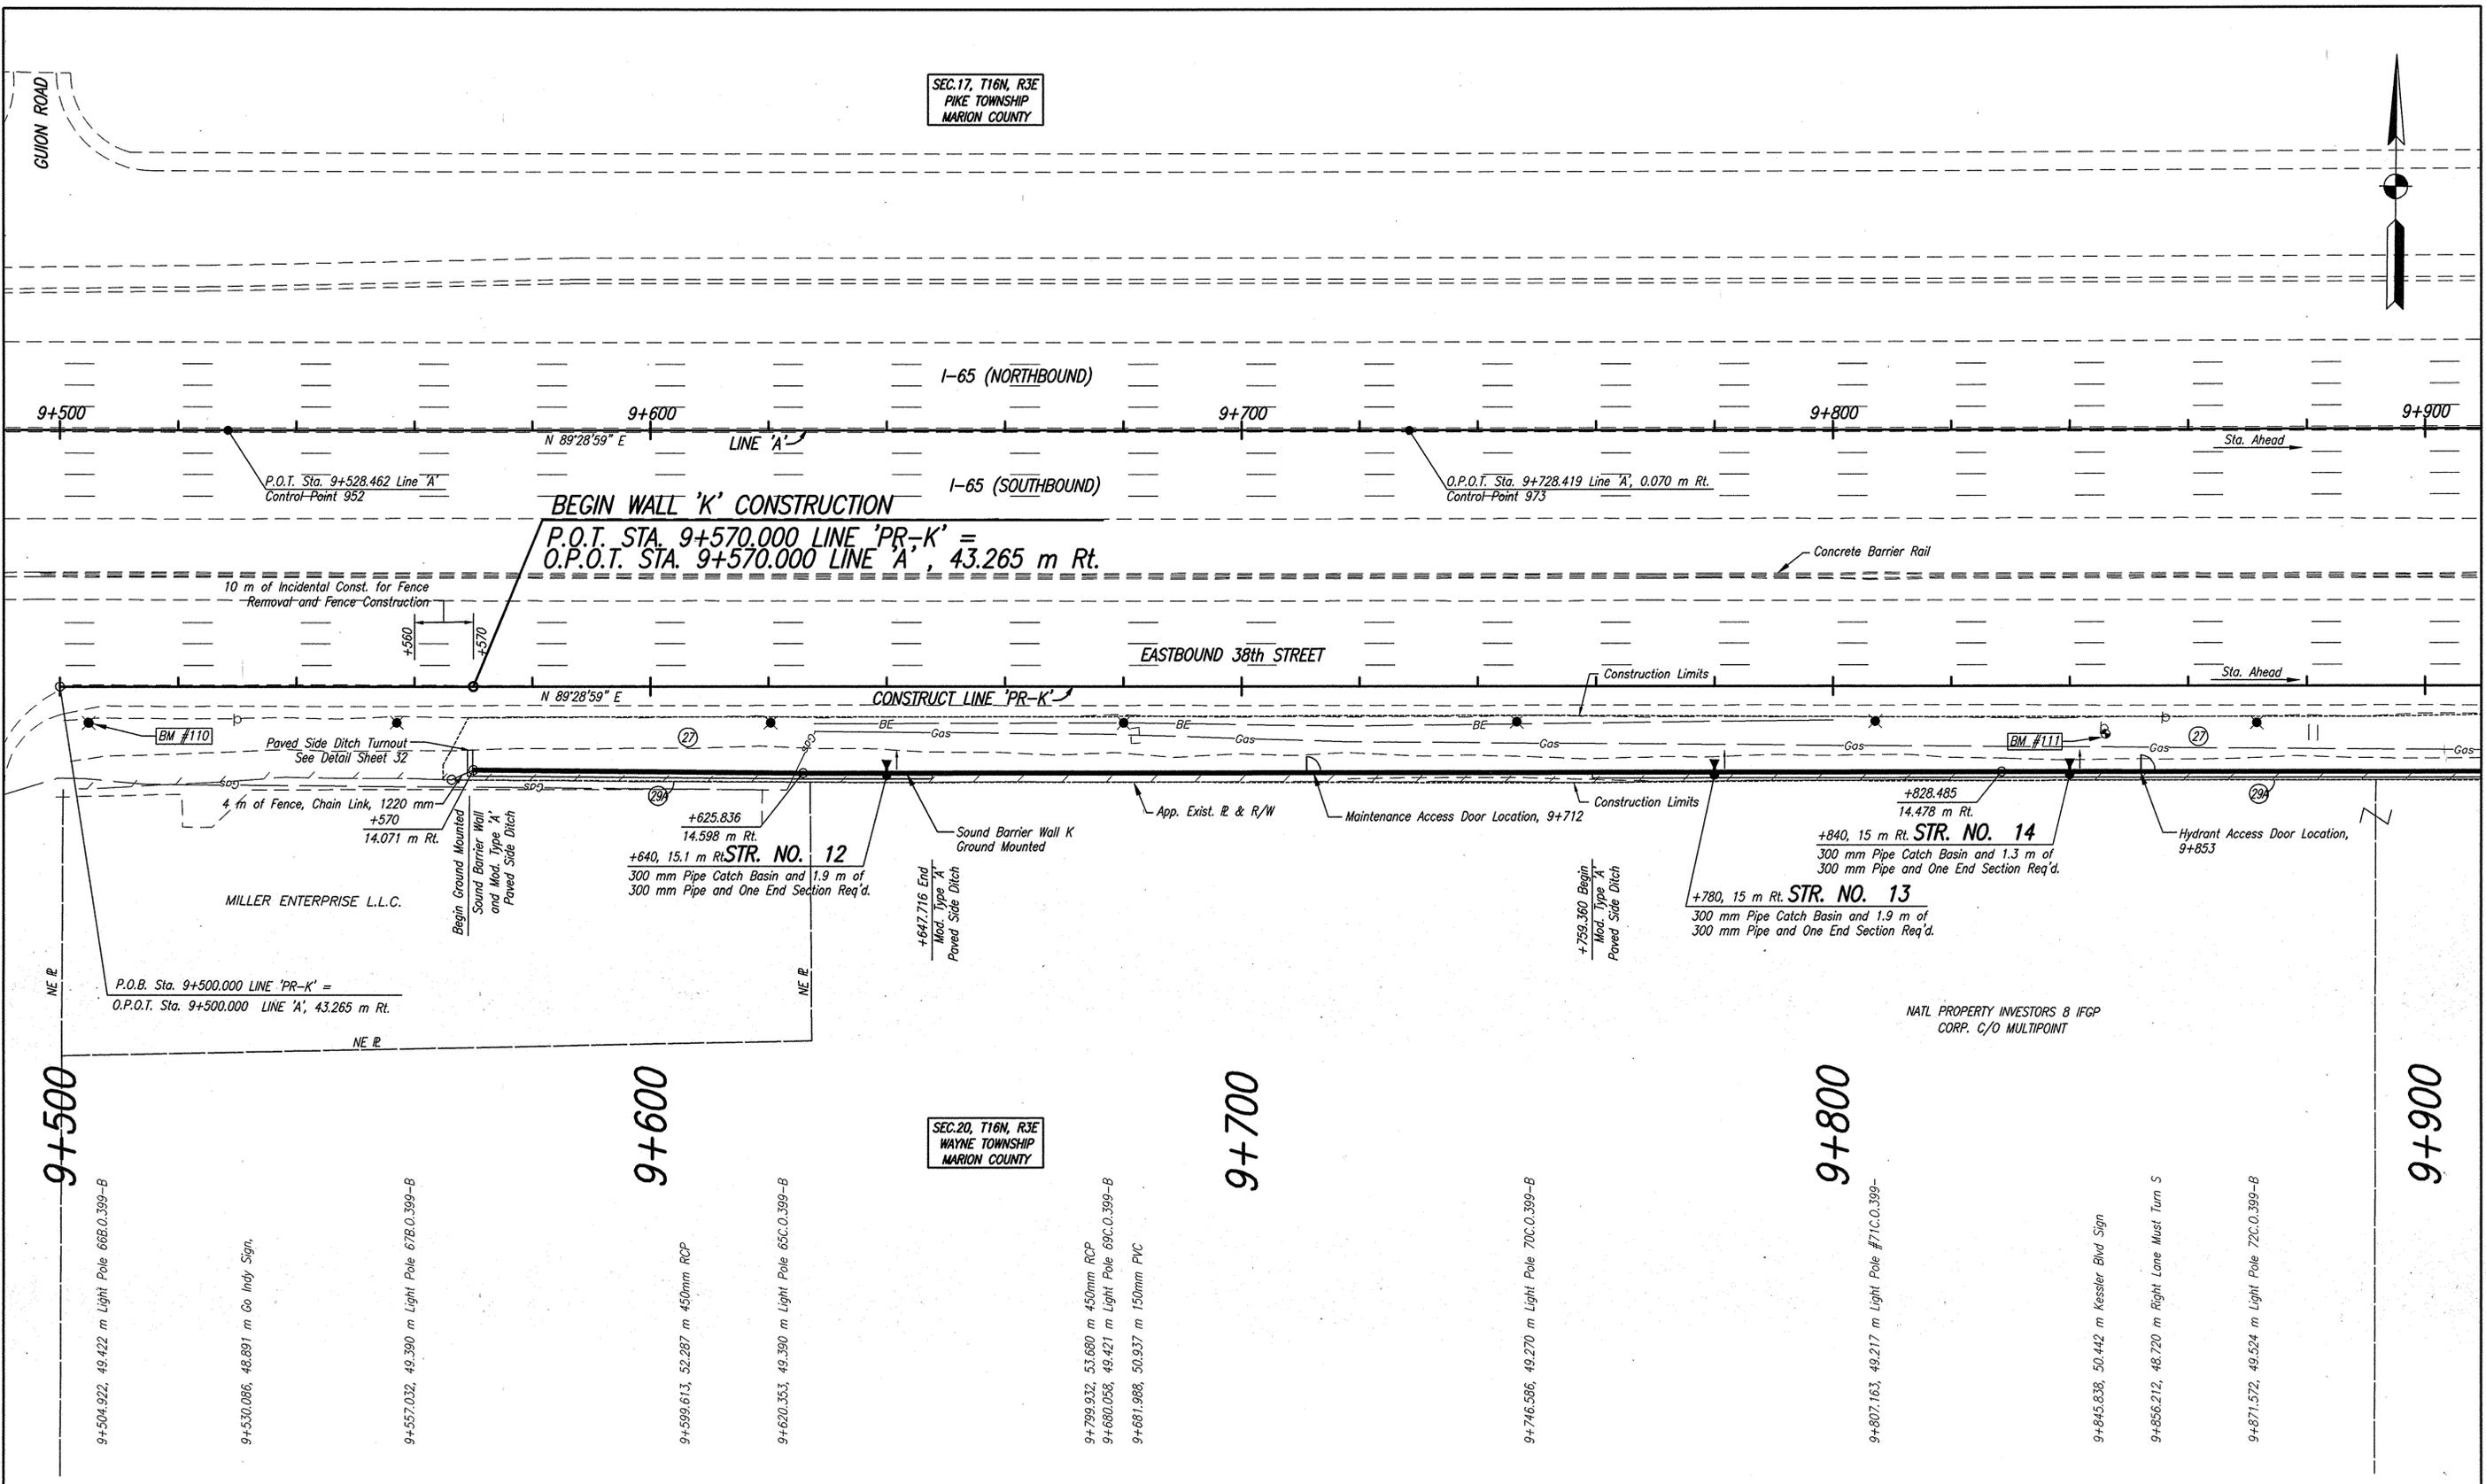 GUION ROAD
SEC.17, T16N, R3E
PIKE TOWNSHIP
MARION COUNTY
I-65 (NORTHBOUND)
9+500
9+600
9+700
9+800
9+900
N 89°28'59" E
LINE 'A'
Sta. Ahead
P.O.T. Sta. 9+528.462 Line 'A'
Control Point 952
I-65 (SOUTHBOUND)
O.P.O.T. Sta. 9+728.419 Line 'A', 0.070 m Rt.
Control Point 973
BEGIN WALL 'K' CONSTRUCTION
P.O.T. STA. 9+570.000 LINE 'PR-K' =
O.P.O.T. STA. 9+570.000 LINE 'A', 43.265 m Rt.
Concrete Barrier Rail
10 m of Incidental Const. for Fence
Removal and Fence Construction
+560
+570
EASTBOUND 38th STREET
Construction Limits
Sta. Ahead
N 89°28'59" E
CONSTRUCT LINE 'PR-K'
BM #110
27
BE
BE
BE
Gas
Gas
Gas
Gas
Gas
Gas
Gas
BM #111
27
Paved Side Ditch Turnout
See Detail Sheet 32
Gas
Gas
4 m of Fence, Chain Link, 1220 mm
29A
29A
+570
14.071 m Rt.
Begin Ground Mounted
Sound Barrier Wall
and Mod. Type 'A'
Paved Side Ditch
+625.836
14.598 m Rt.
+640, 15.1 m Rt. STR. NO. 12
300 mm Pipe Catch Basin and 1.9 m of
300 mm Pipe and One End Section Req'd.
Sound Barrier Wall K
Ground Mounted
+647.716 End
Mod. Type 'A'
Paved Side Ditch
App. Exist. PL & R/W
Maintenance Access Door Location, 9+712
Construction Limits
+759.360 Begin
Mod. Type 'A'
Paved Side Ditch
+828.485
14.478 m Rt.
+840, 15 m Rt. STR. NO. 14
300 mm Pipe Catch Basin and 1.3 m of
300 mm Pipe and One End Section Req'd.
+780, 15 m Rt. STR. NO. 13
300 mm Pipe Catch Basin and 1.9 m of
300 mm Pipe and One End Section Req'd.
Hydrant Access Door Location,
9+853
MILLER ENTERPRISE L.L.C.
NE PL
NE PL
NE PL
P.O.B. Sta. 9+500.000 LINE 'PR-K' =
O.P.O.T. Sta. 9+500.000 LINE 'A', 43.265 m Rt.
NATL PROPERTY INVESTORS 8 IFGP
CORP. C/O MULTIPOINT
9+500
9+600
9+700
9+800
9+900
SEC.20, T16N, R3E
WAYNE TOWNSHIP
MARION COUNTY
9+504.922, 49.422 m Light Pole 66B.0.399-B
9+530.086, 48.891 m Go Indy Sign,
9+557.032, 49.390 m Light Pole 67B.0.399-B
9+599.613, 52.287 m 450mm RCP
9+620.353, 49.390 m Light Pole 65C.0.399-B
9+799.932, 53.680 m 450mm RCP
9+680.058, 49.421 m Light Pole 69C.0.399-B
9+681.988, 50.937 m 150mm PVC
9+746.586, 49.270 m Light Pole 70C.0.399-B
9+807.163, 49.217 m Light Pole #71C.0.399-
9+845.838, 50.442 m Kessler Blvd Sign
9+856.212, 48.720 m Right Lane Must Turn S
9+871.572, 49.524 m Light Pole 72C.0.399-B